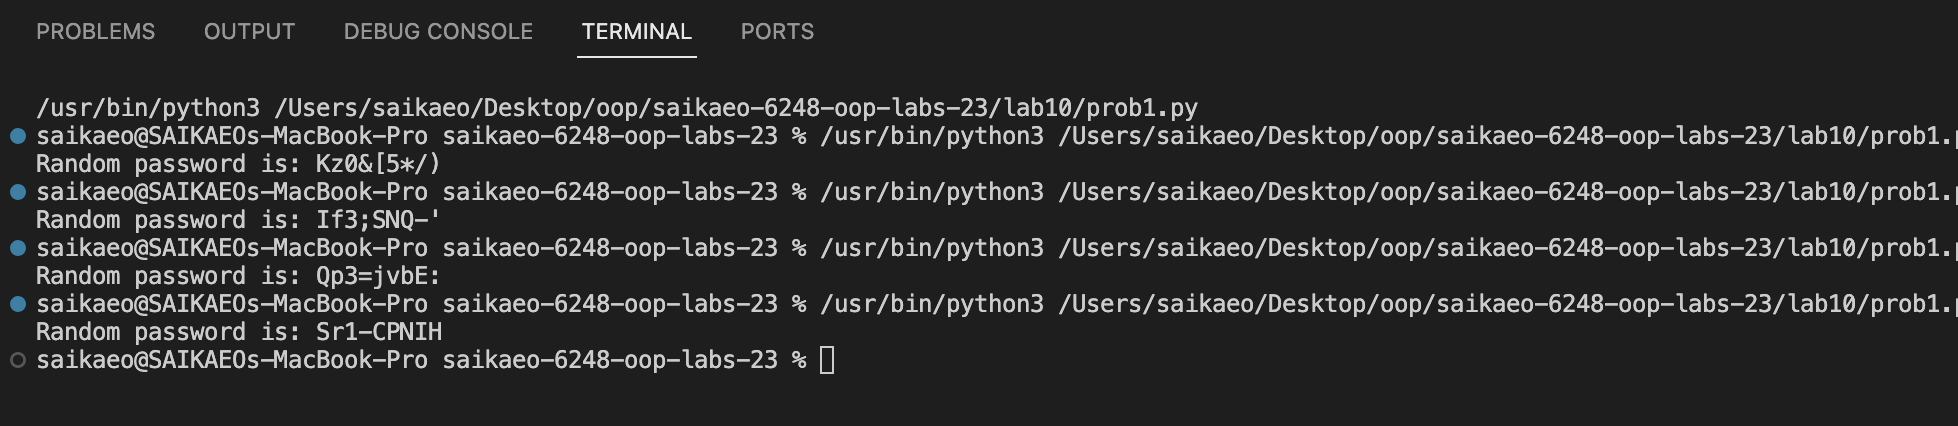 PROBLEMS OUTPUT DEBUG CONSOLE TERMINAL PORTS
/usr/bin/python3 /Users/saikaeo/Desktop/oop/saikaeo-6248-oop-labs-23/lab10/prob1.py
saikaeo@SAIKAEOs-MacBook-Pro saikaeo-6248-oop-labs-23 % /usr/bin/python3 /Users/saikaeo/Desktop/oop/saikaeo-6248-oop-labs-23/lab10/prob1.p
Random password is: Kz0&[5*/)
saikaeo@SAIKAEOs-MacBook-Pro saikaeo-6248-oop-labs-23 % /usr/bin/python3 /Users/saikaeo/Desktop/oop/saikaeo-6248-oop-labs-23/lab10/prob1.p
Random password is: If3;SNQ-'
saikaeo@SAIKAEOs-MacBook-Pro saikaeo-6248-oop-labs-23 % /usr/bin/python3 /Users/saikaeo/Desktop/oop/saikaeo-6248-oop-labs-23/lab10/prob1.p
Random password is: Qp3=jvbE:
saikaeo@SAIKAEOs-MacBook-Pro saikaeo-6248-oop-labs-23 % /usr/bin/python3 /Users/saikaeo/Desktop/oop/saikaeo-6248-oop-labs-23/lab10/prob1.p
Random password is: Sr1-CPNIH
saikaeo@SAIKAEOs-MacBook-Pro saikaeo-6248-oop-labs-23 %